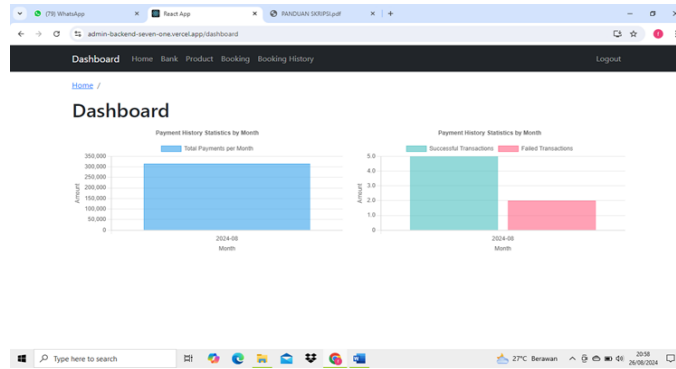 (79) WhatsApp
React App
PANDUAN SKRIPSI.pdf
admin-backend-seven-one.vercel.app/dashboard
Dashboard Home Bank Product Booking Booking History Logout
Home /
Dashboard
Payment History Statistics by Month
Total Payments per Month
350,000
300,000
250,000
200,000
150,000
100,000
50,000
0
Amount
2024-08
Month
Payment History Statistics by Month
Successful Transactions Failed Transactions
5.0
4.0
3.0
2.0
1.0
0
Amount
2024-08
Month
Type here to search
27°C Berawan
20:58
26/08/2024